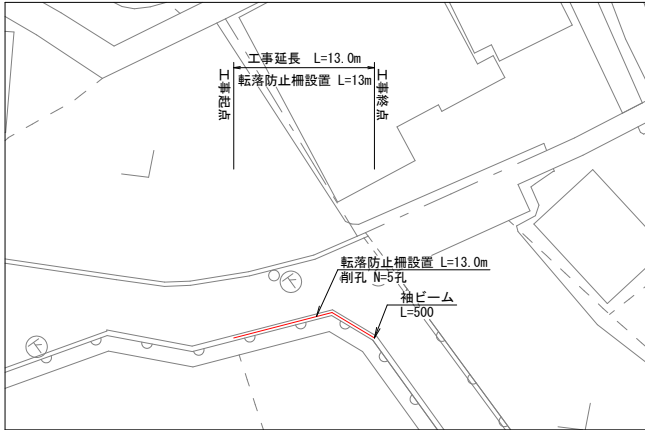 工事延長 L=13.0m
転落防止柵設置 L=13m
工事起点
工事終点
転落防止柵設置 L=13.0m
削孔 N=5孔
袖ビーム
L=500